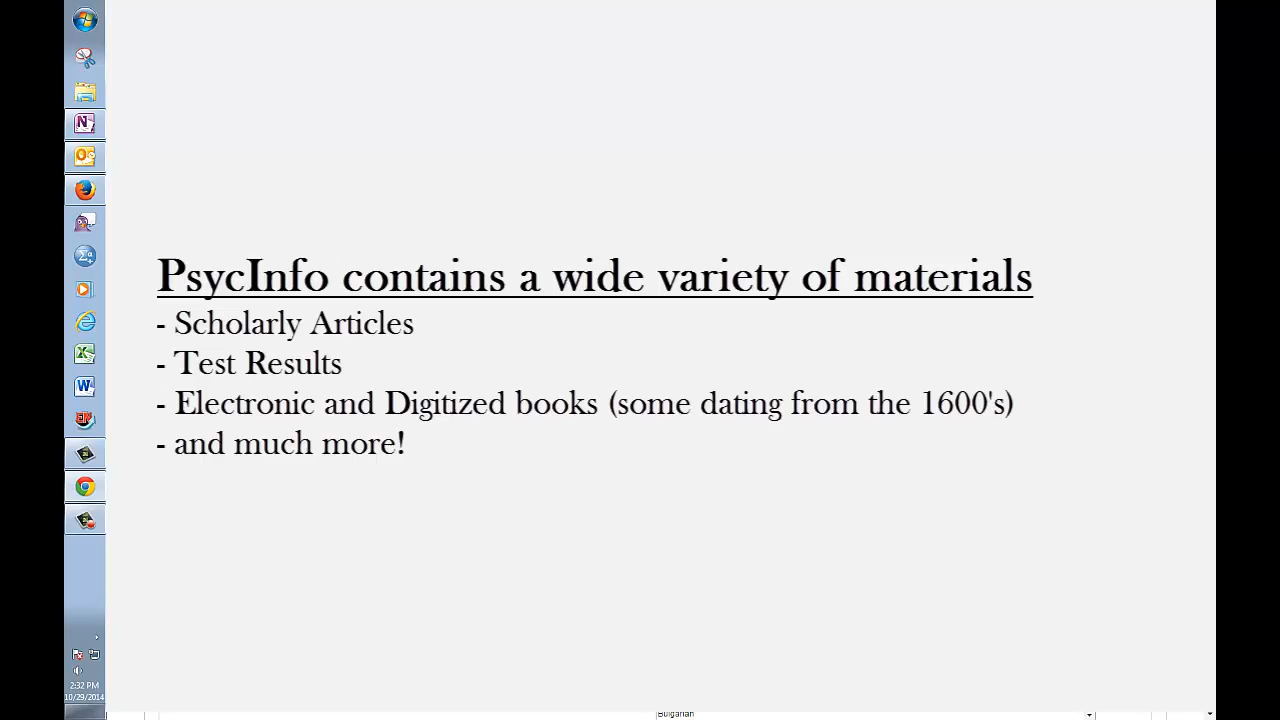 PsycInfo contains a wide variety of materials
- Scholarly Articles
- Test Results
- Electronic and Digitized books (some dating from the 1600's)
- and much more!
2:32 PM
10/29/2014
Bulgarian